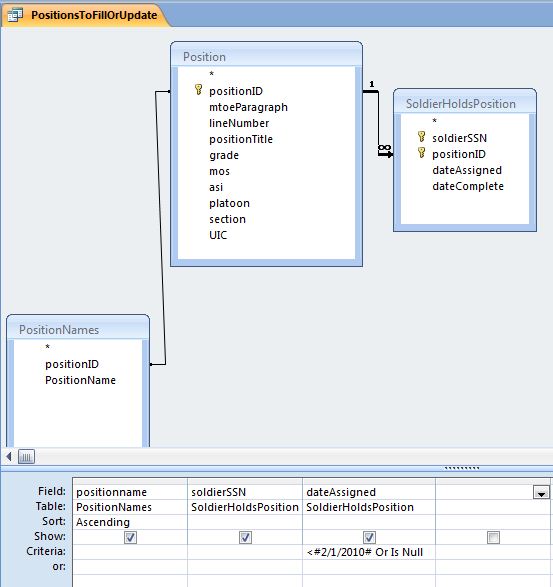 PositionsToFillOrUpdate
Position
*
positionID
mtoeParagraph
lineNumber
positionTitle
grade
mos
asi
platoon
section
UIC
1
∞
SoldierHoldsPosition
*
soldierSSN
positionID
dateAssigned
dateComplete
PositionNames
*
positionID
PositionName
Field: positionname soldierSSN dateAssigned
Table: PositionNames SoldierHoldsPosition SoldierHoldsPosition
Sort: Ascending
Show:
Criteria: <#2/1/2010# Or Is Null
or: